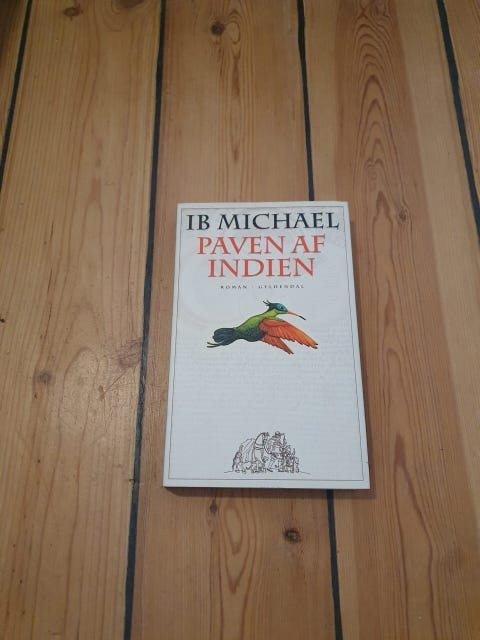 IB MICHAEL
PAVEN AF
INDIEN
ROMAN · GYLDENDAL